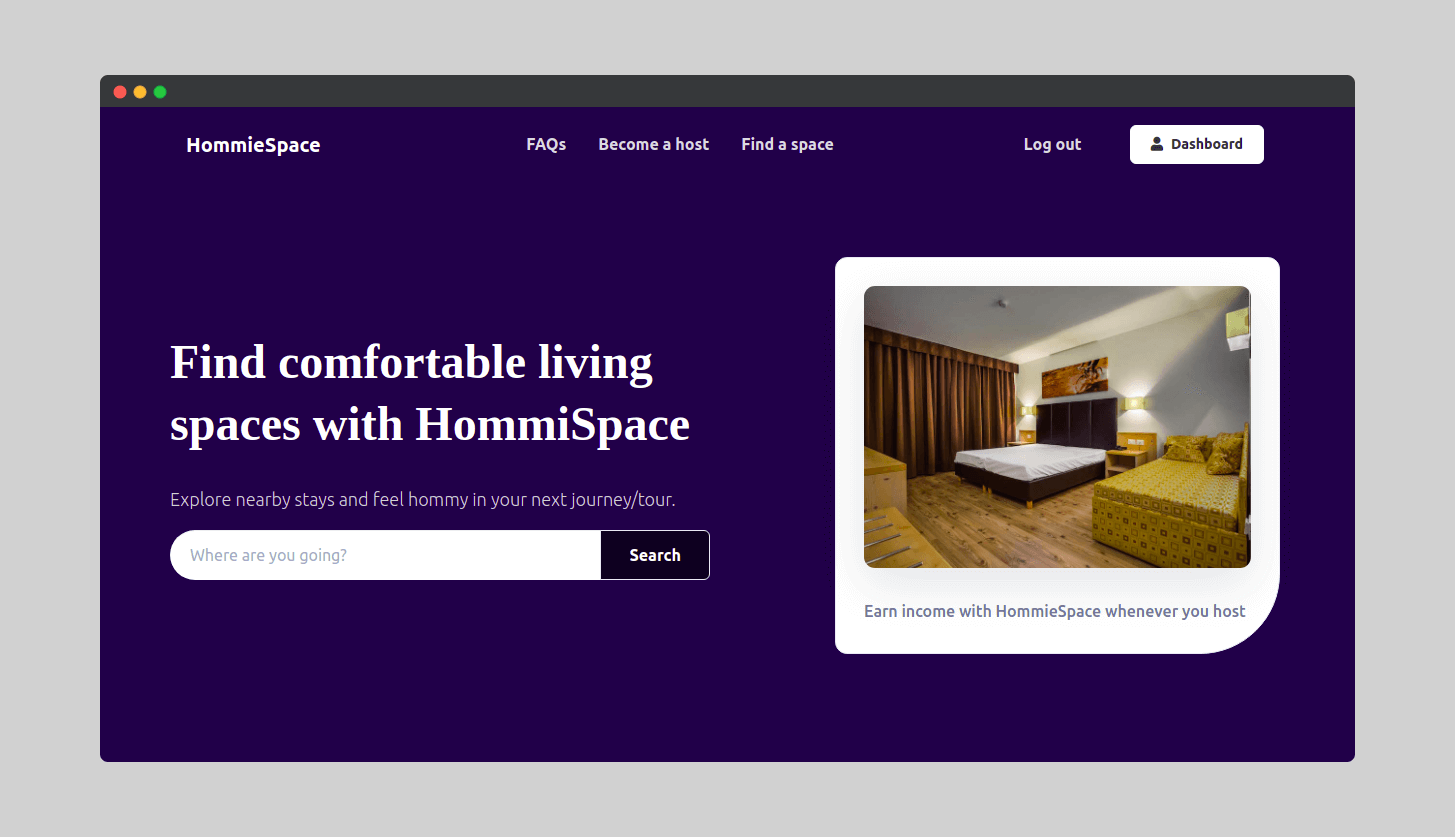 HommieSpace
FAQs
Become a host
Find a space
Log out
Dashboard
Find comfortable living
spaces with HommiSpace
Explore nearby stays and feel hommy in your next journey/tour.
Where are you going?
Search
Earn income with HommieSpace whenever you host